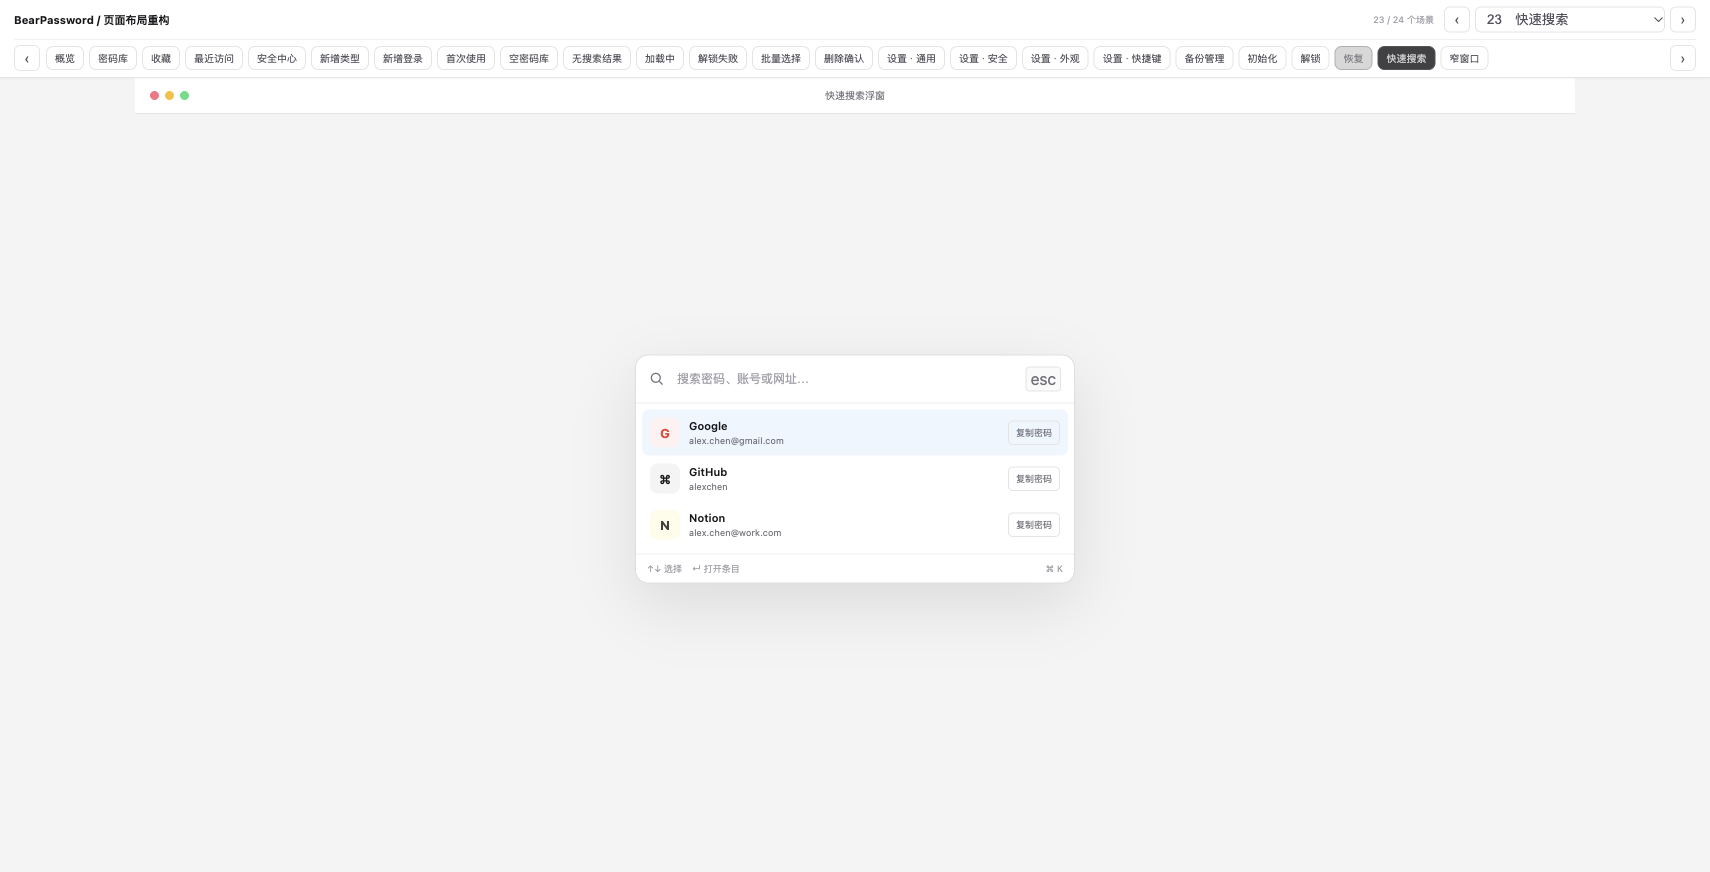 BearPassword / 页面布局重构
23 / 24 个场景
‹
23 快速搜索
›
‹
概览
密码库
收藏
最近访问
安全中心
新增类型
新增登录
首次使用
空密码库
无搜索结果
加载中
解锁失败
批量选择
删除确认
设置 · 通用
设置 · 安全
设置 · 外观
设置 · 快捷键
备份管理
初始化
解锁
恢复
快速搜索
窄窗口
›
快速搜索浮窗
搜索密码、账号或网址...
esc
G
Google
alex.chen@gmail.com
复制密码
⌘
GitHub
alexchen
复制密码
N
Notion
alex.chen@work.com
复制密码
↑↓ 选择
↵ 打开条目
⌘ K